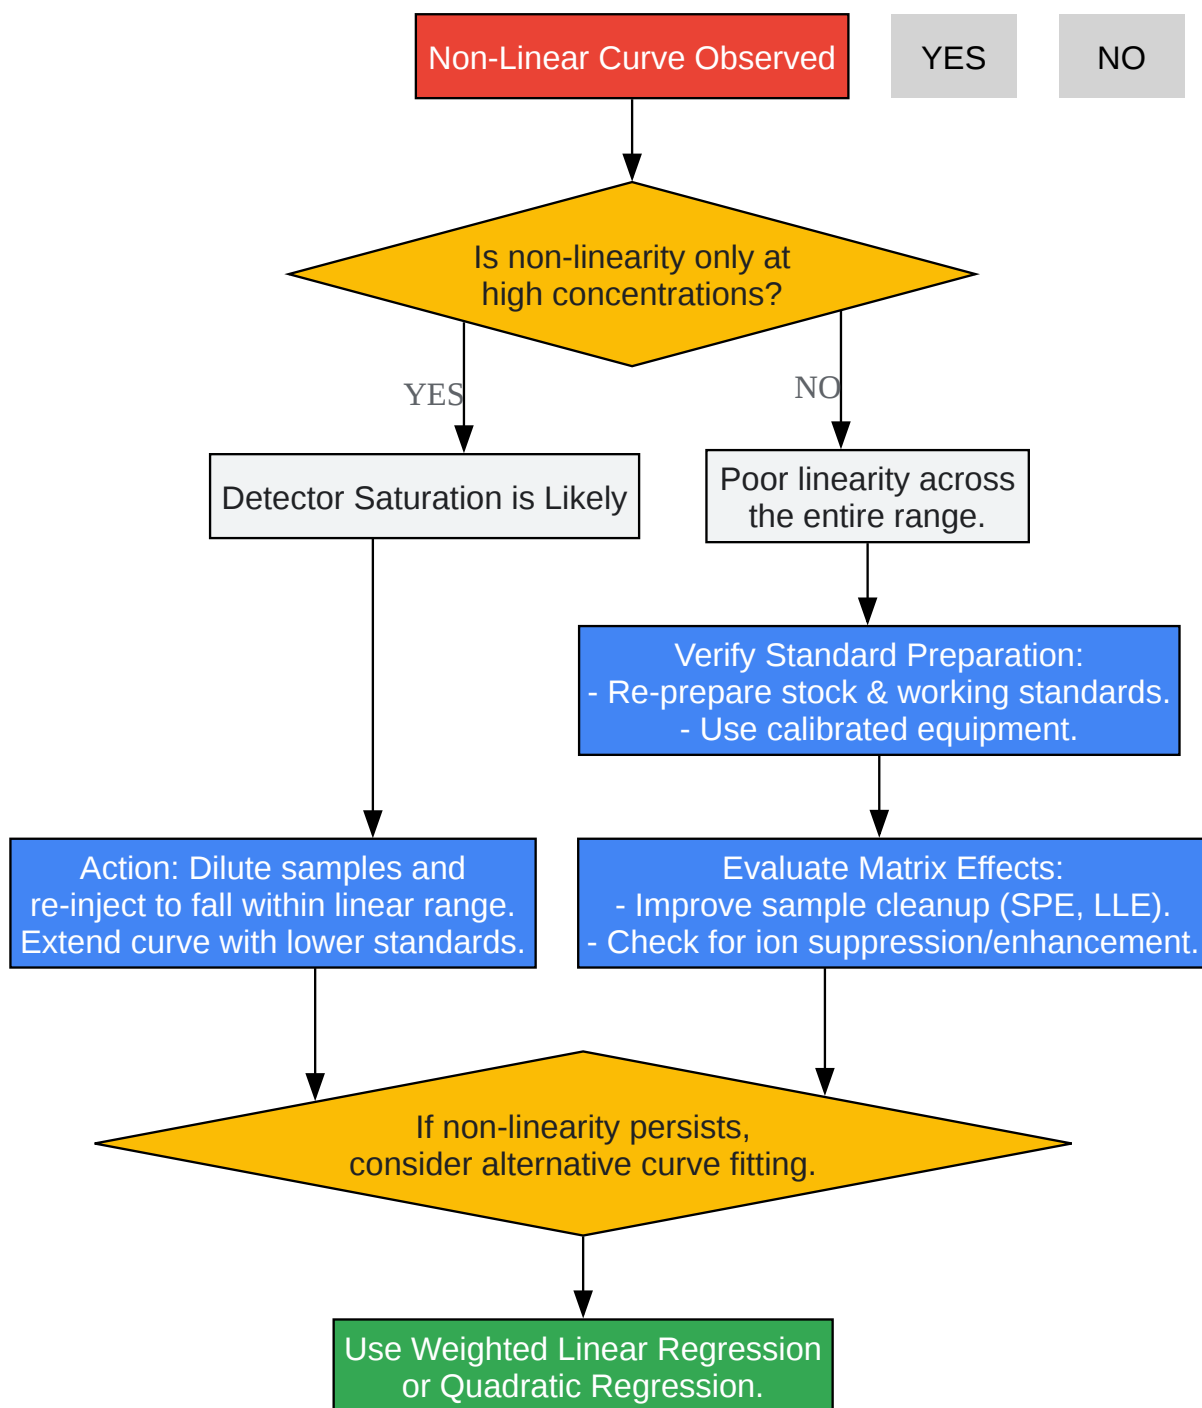 Non-Linear Curve Observed
YES
NO
Is non-linearity only at
high concentrations?
YES
NO
Detector Saturation is Likely
Poor linearity across
the entire range.
Verify Standard Preparation:
- Re-prepare stock & working standards.
- Use calibrated equipment.
Action: Dilute samples and
re-inject to fall within linear range.
Extend curve with lower standards.
Evaluate Matrix Effects:
- Improve sample cleanup (SPE, LLE).
- Check for ion suppression/enhancement.
If non-linearity persists,
consider alternative curve fitting.
Use Weighted Linear Regression
or Quadratic Regression.